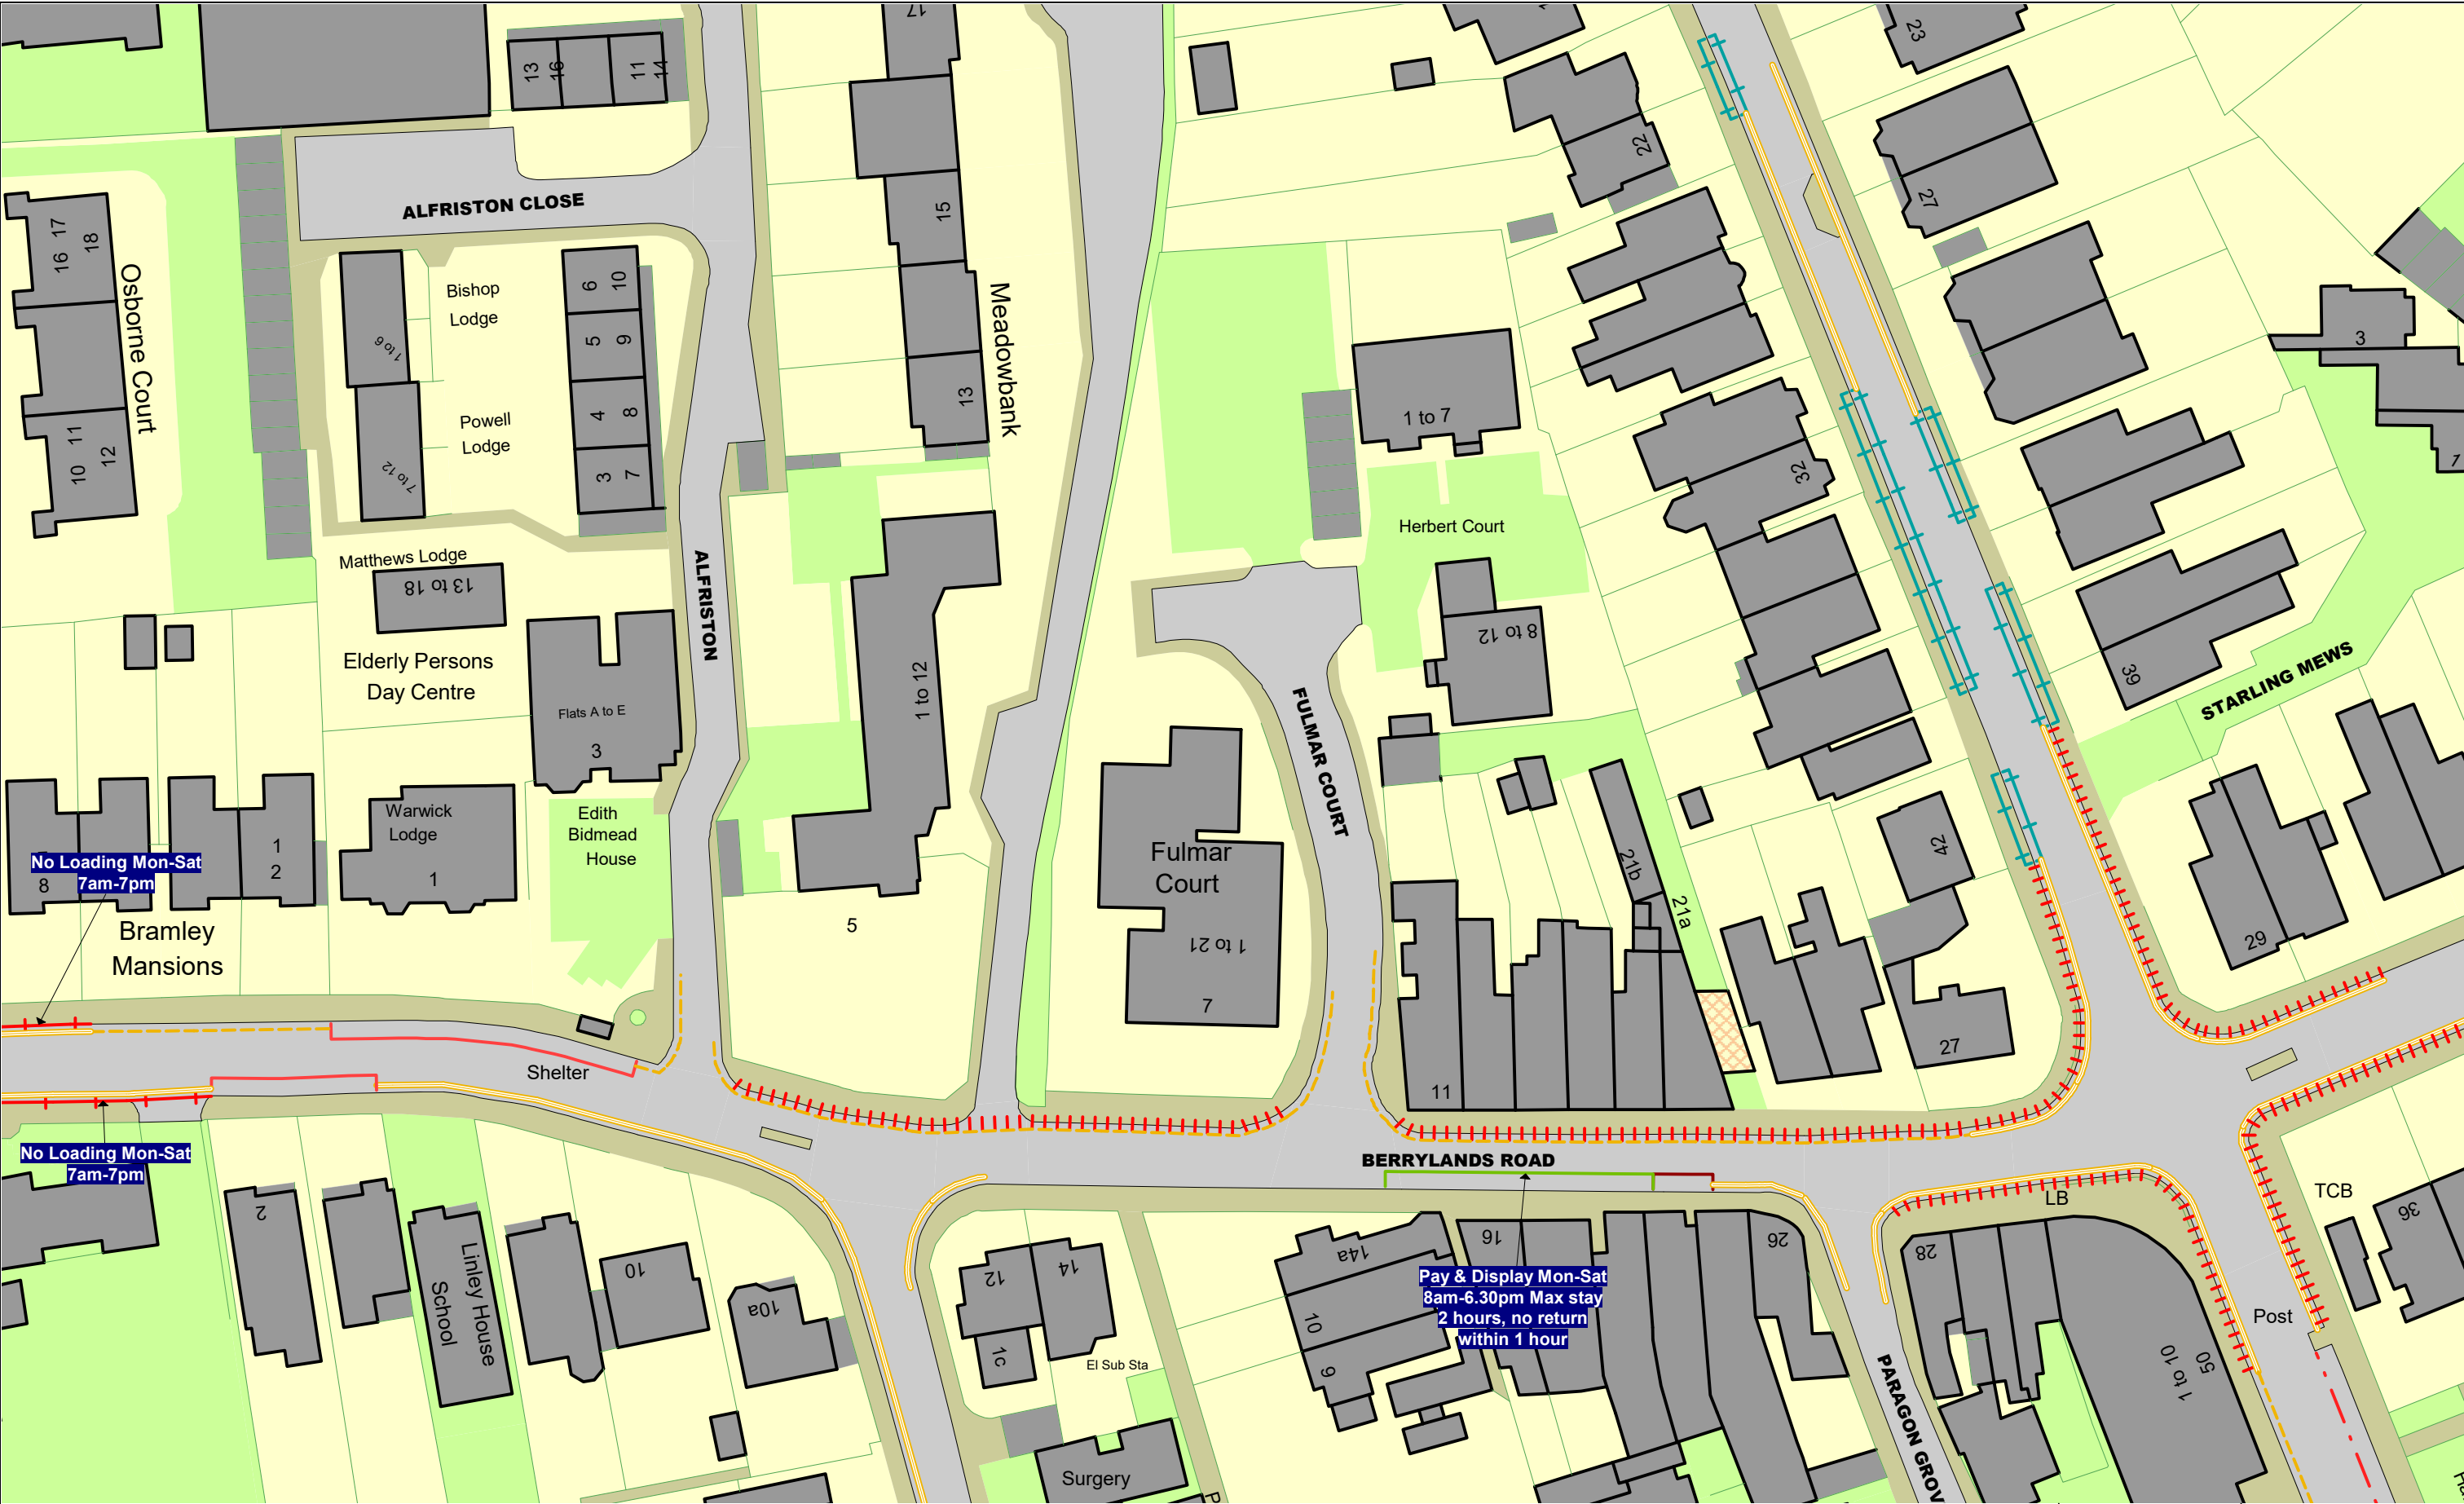 17
23
13
16
11
14
22
27
ALFRISTON CLOSE
15
16 17
18
Osborne Court
Bishop
Lodge
6
10
5
9
1 to 6
Meadowbank
3
Powell
Lodge
4
8
13
1 to 7
11
10
12
3
7
7 to 12
32
1
Herbert Court
Matthews Lodge
13 to 18
ALFRISTON
8 to 12
Elderly Persons
Day Centre
1 to 12
39
STARLING MEWS
FULMAR COURT
Flats A to E
3
Warwick
Lodge
1
Edith
Bidmead
House
Fulmar
Court
1 to 21
7
42
21b
21a
1
2
No Loading Mon-Sat
7am-7pm
8
Bramley
Mansions
5
29
27
11
Shelter
No Loading Mon-Sat
7am-7pm
BERRYLANDS ROAD
LB
TCB
36
2
Linley House
School
10
10a
12
14
1c
14a
10
9
16
26
28
Pay & Display Mon-Sat
8am-6.30pm Max stay
2 hours, no return
within 1 hour
Post
El Sub Sta
1 to 10
50
PARAGON GROV
Surgery
P